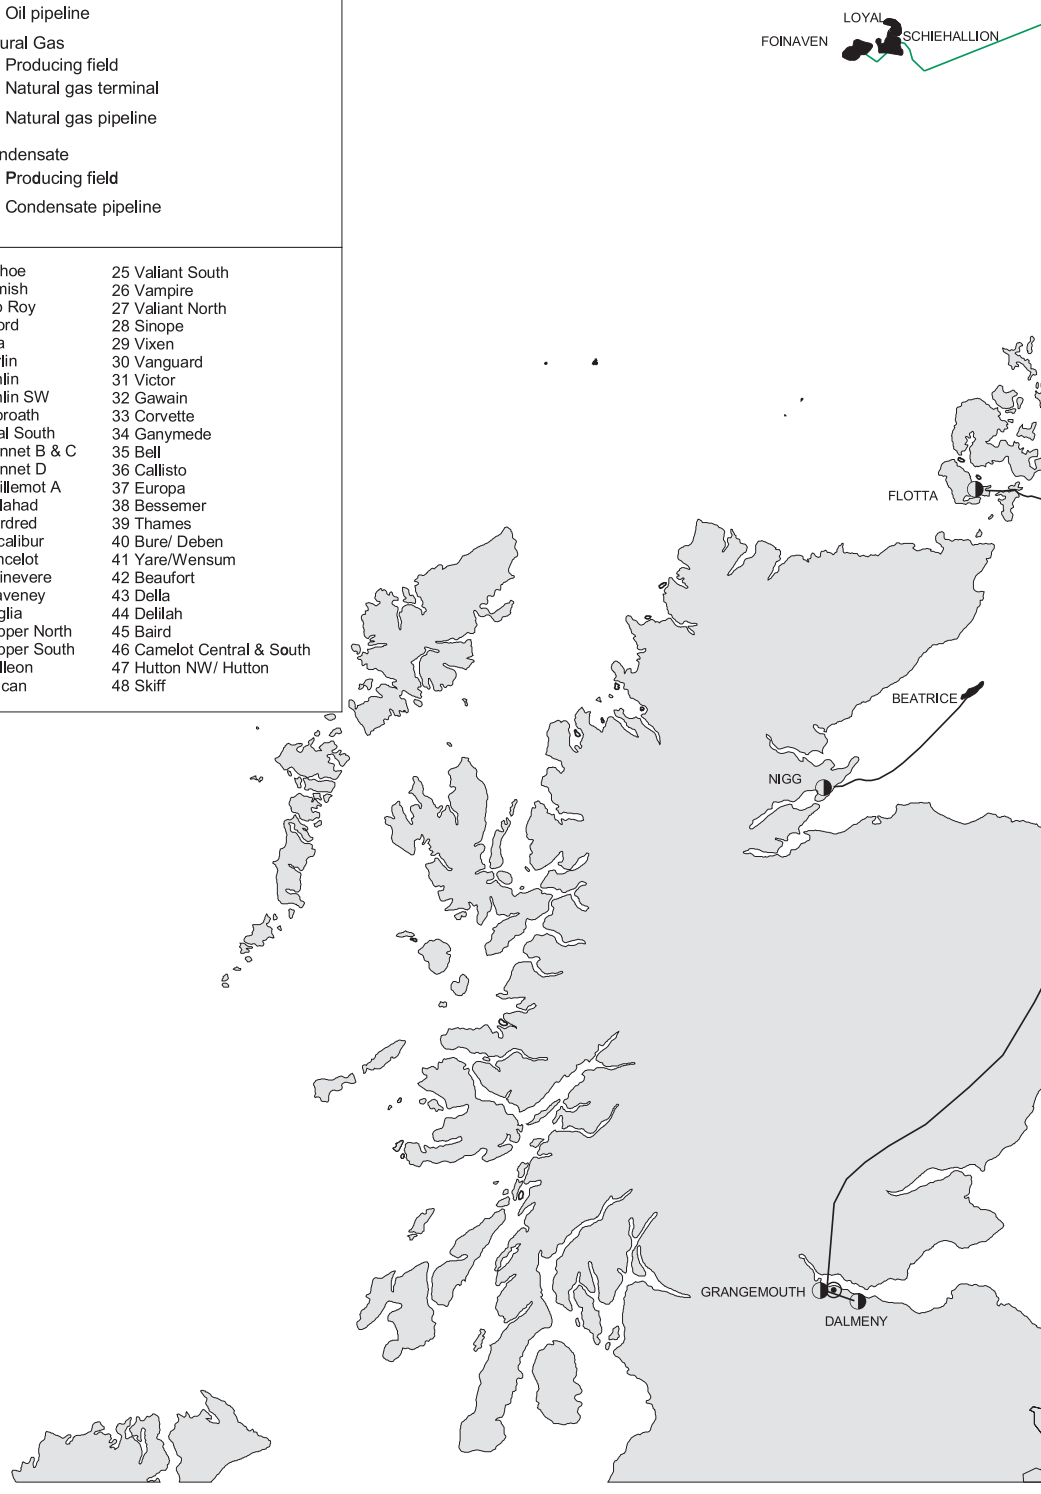 Oil pipeline
ural Gas
Producing field
Natural gas terminal
Natural gas pipeline
ndensate
Producing field
Condensate pipeline
hoe
nish
o Roy
ord
a
rlin
nlin
nlin SW
oroath
al South
nnet B & C
nnet D
illemot A
lahad
rdred
calibur
ncelot
inevere
aveney
glia
pper North
pper South
lleon
can
25 Valiant South
26 Vampire
27 Valiant North
28 Sinope
29 Vixen
30 Vanguard
31 Victor
32 Gawain
33 Corvette
34 Ganymede
35 Bell
36 Callisto
37 Europa
38 Bessemer
39 Thames
40 Bure/ Deben
41 Yare/Wensum
42 Beaufort
43 Della
44 Delilah
45 Baird
46 Camelot Central & South
47 Hutton NW/ Hutton
48 Skiff
LOYAL
FOINAVEN
SCHIEHALLION
FLOTTA
BEATRICE
NIGG
GRANGEMOUTH
DALMENY